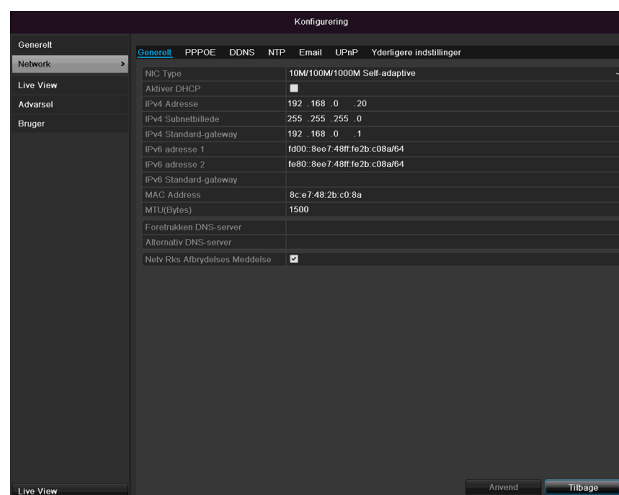 Konfigurering
Generelt
Network >
Live View
Advarsel
Bruger
Generelt PPPOE DDNS NTP Email UPnP Yderligere indstillinger
NIC Type 10M/100M/1000M Self-adaptive
Aktiver DHCP
IPv4 Adresse 192 .168 .0 .20
IPv4 Subnetbillede 255 .255 .255 .0
IPv4 Standard-gateway 192 .168 .0 .1
IPv6 adresse 1 fd00::8ee7:48ff:fe2b:c08a/64
IPv6 adresse 2 fe80::8ee7:48ff:fe2b:c08a/64
IPv6 Standard-gateway
MAC Address 8c:e7:48:2b:c0:8a
MTU(Bytes) 1500
Foretrukken DNS-server
Alternativ DNS-server
Netv Rks Afbrydelses Meddelse
Live View
Anvend Tilbage